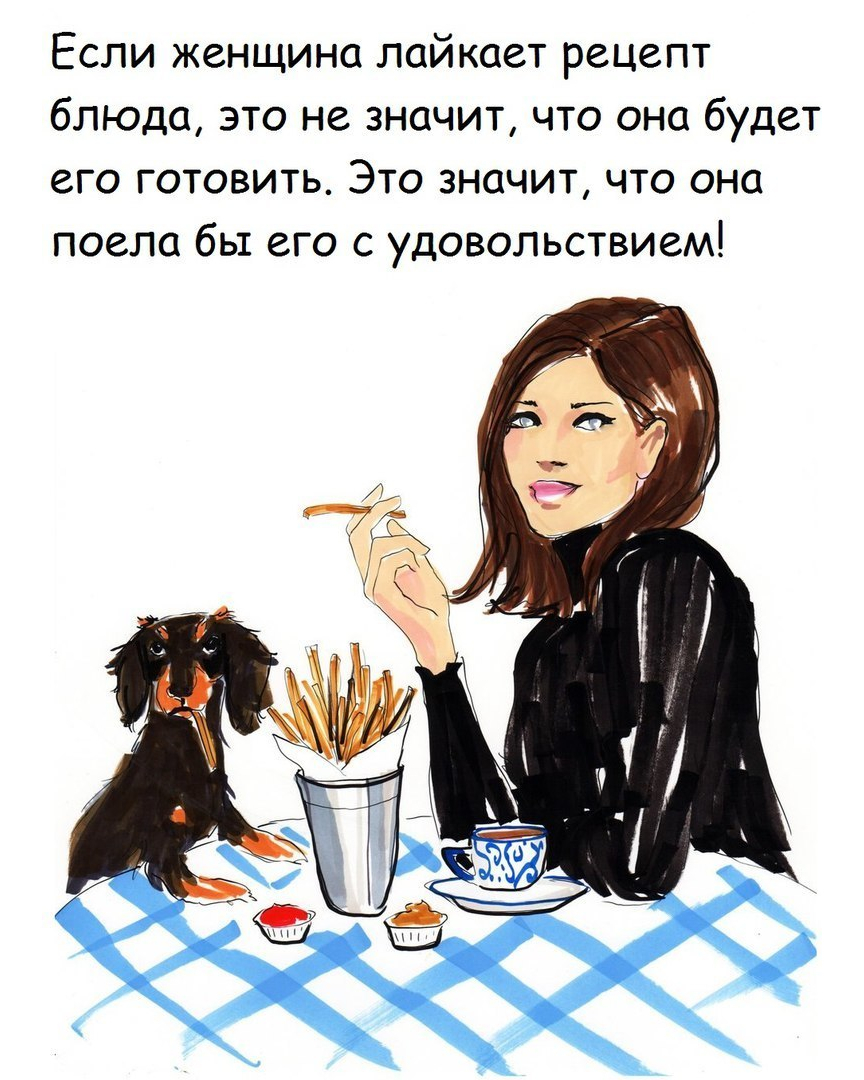 Если женщина лайкает рецепт
блюда, это не значит, что она будет
его готовить. Это значит, что она
поела бы его с удовольствием!